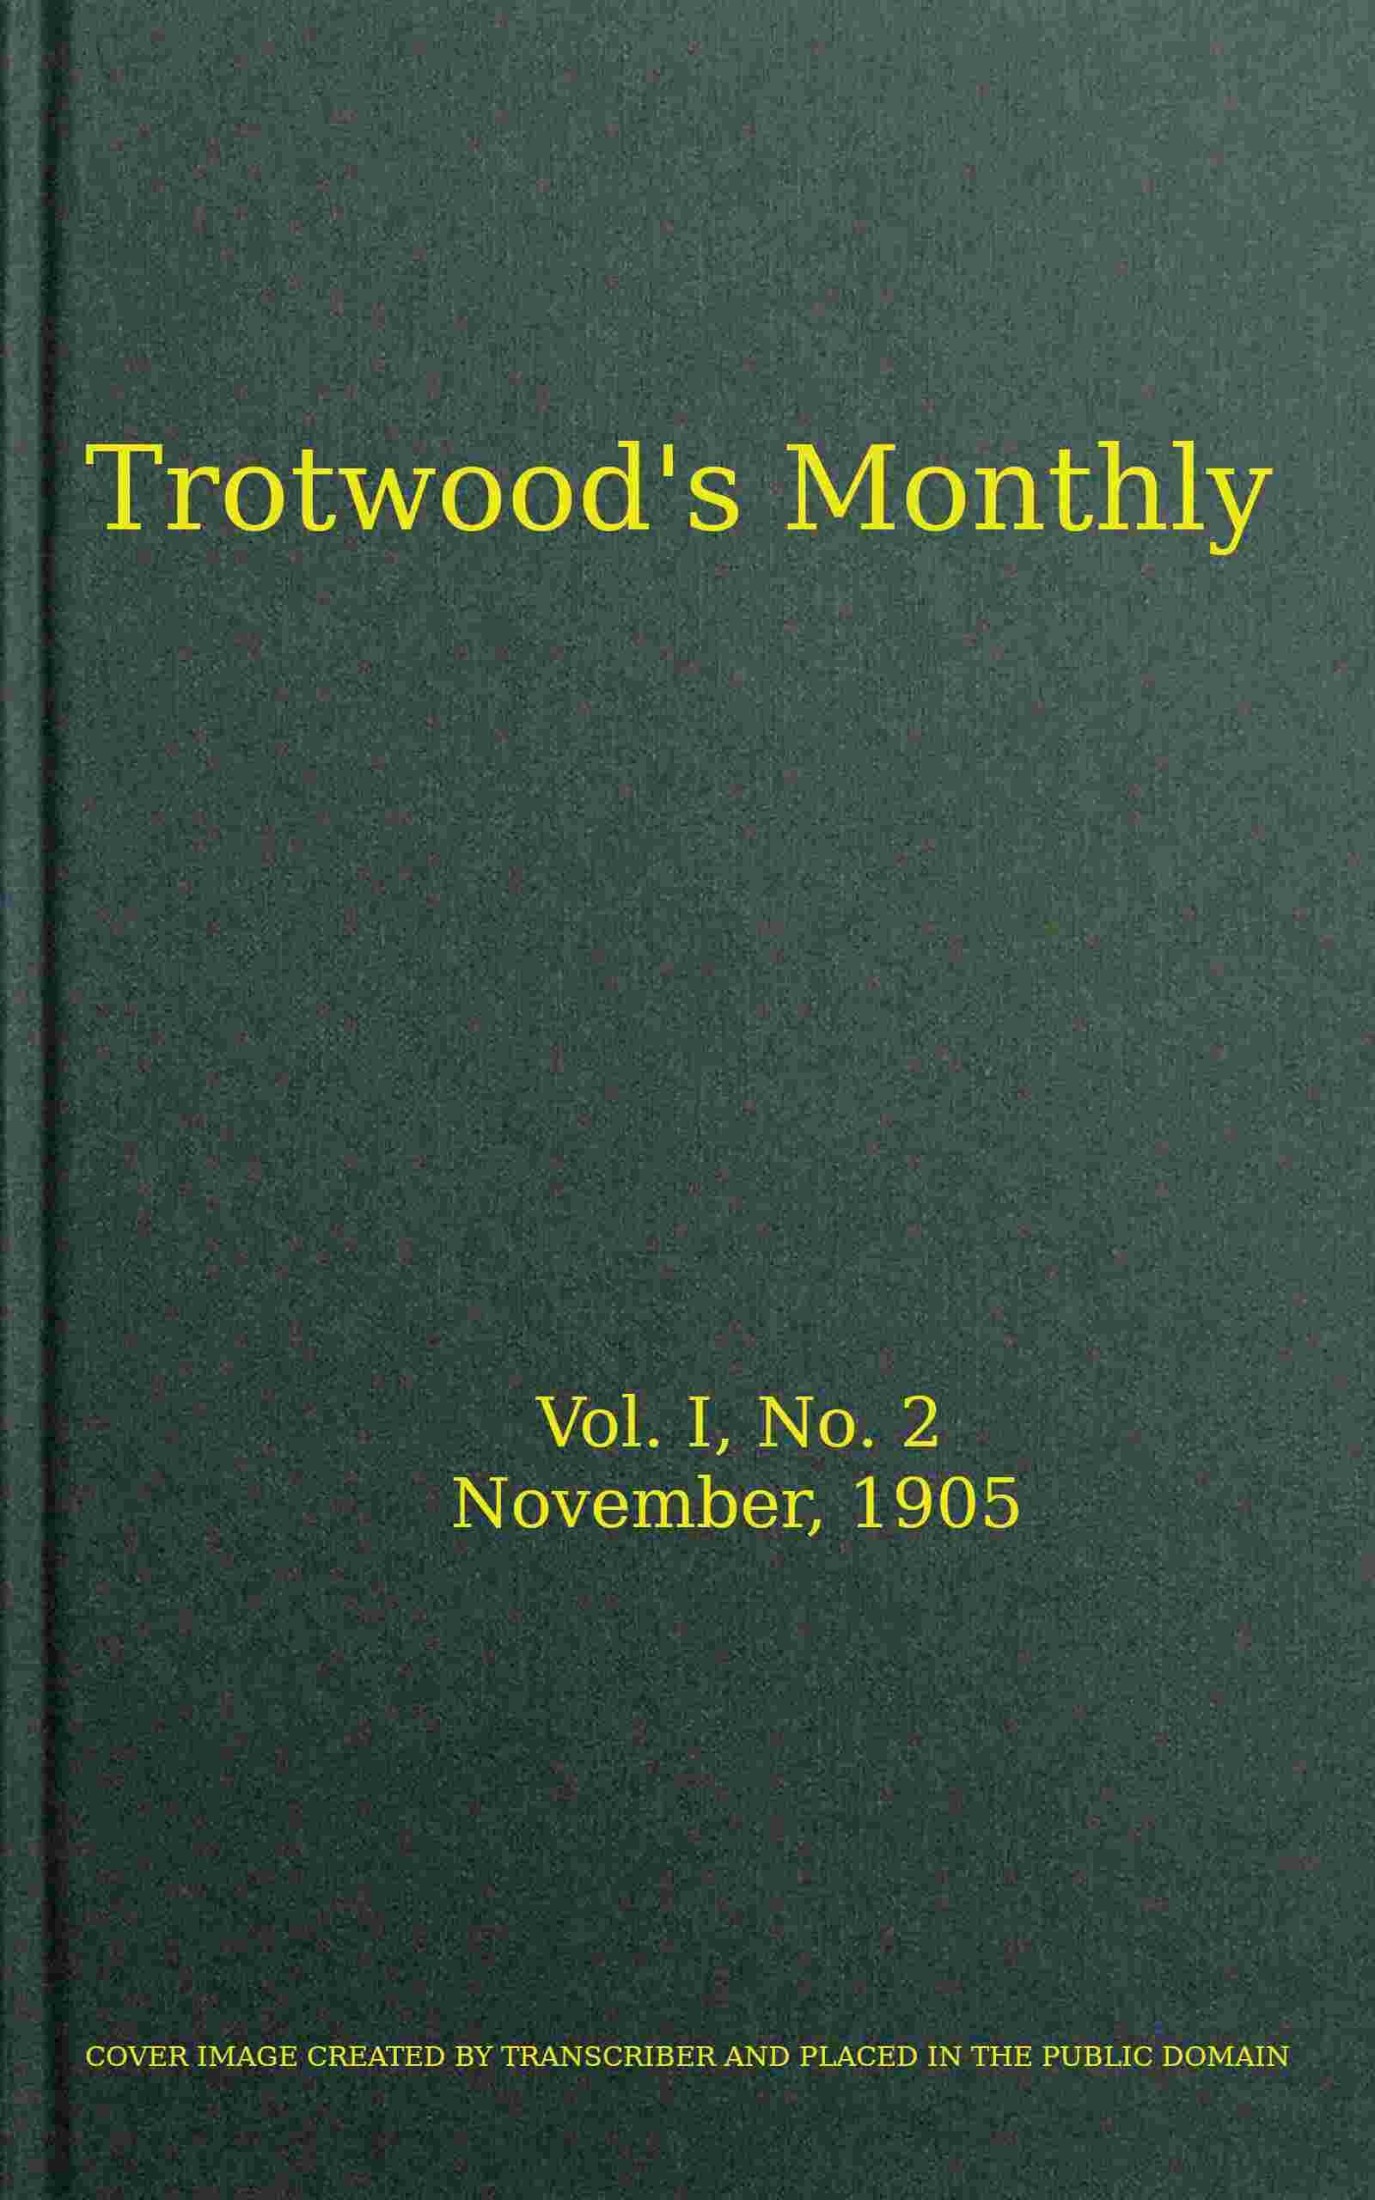 Trotwood's Monthly
Vol. I, No. 2
November, 1905
COVER IMAGE CREATED BY TRANSCRIBER AND PLACED IN THE PUBLIC DOMAIN